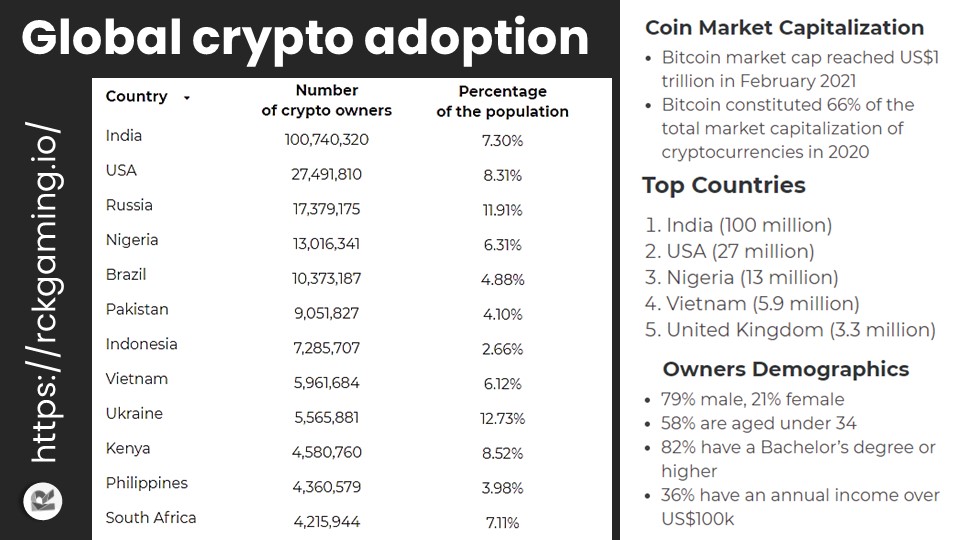 Global crypto adoption
https://rckgaming.io/
R
Country Number of crypto owners Percentage of the population
India 100,740,320 7.30%
USA 27,491,810 8.31%
Russia 17,379,175 11.91%
Nigeria 13,016,341 6.31%
Brazil 10,373,187 4.88%
Pakistan 9,051,827 4.10%
Indonesia 7,285,707 2.66%
Vietnam 5,961,684 6.12%
Ukraine 5,565,881 12.73%
Kenya 4,580,760 8.52%
Philippines 4,360,579 3.98%
South Africa 4,215,944 7.11%
Coin Market Capitalization
• Bitcoin market cap reached US$1
trillion in February 2021
• Bitcoin constituted 66% of the
total market capitalization of
cryptocurrencies in 2020
Top Countries
1. India (100 million)
2. USA (27 million)
3. Nigeria (13 million)
4. Vietnam (5.9 million)
5. United Kingdom (3.3 million)
Owners Demographics
• 79% male, 21% female
• 58% are aged under 34
• 82% have a Bachelor’s degree or
higher
• 36% have an annual income over
US$100k